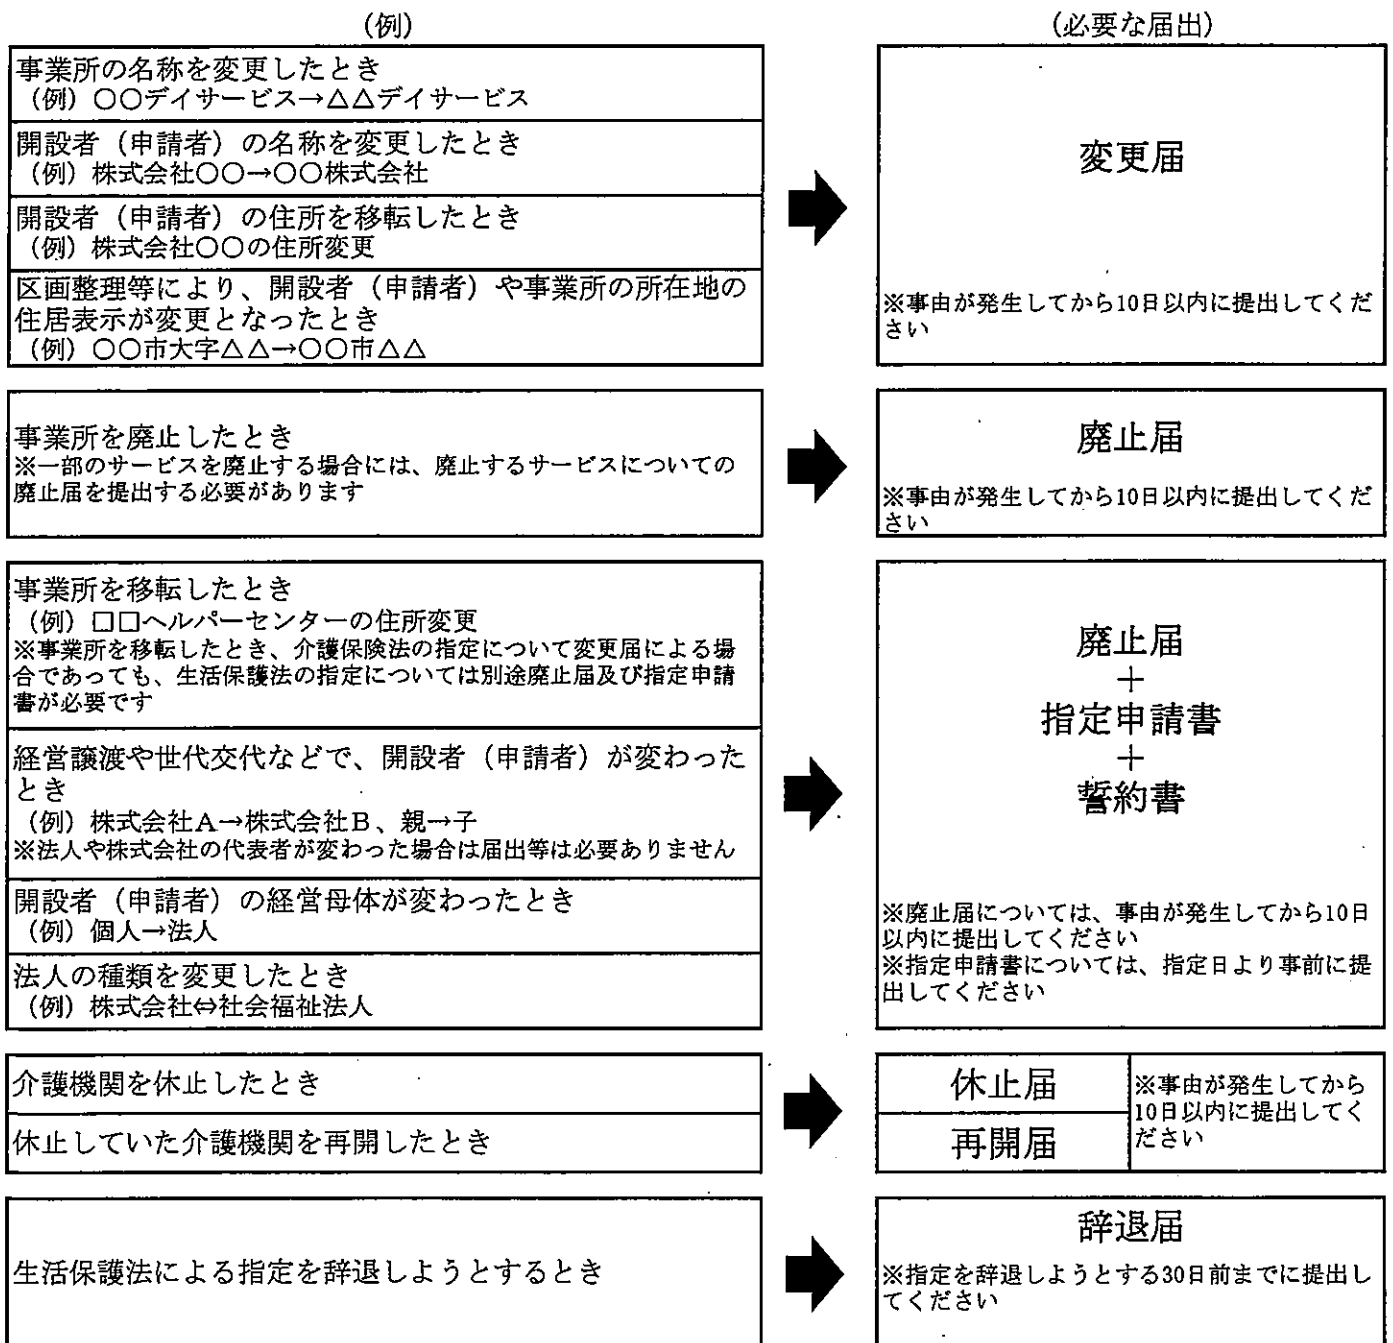 (例)
(必要な届出)
事業所の名称を変更したとき
(例) 〇〇デイサービス→△△デイサービス
開設者(申請者)の名称を変更したとき
(例) 株式会社〇〇→〇〇株式会社
開設者(申請者)の住所を移転したとき
(例) 株式会社〇〇の住所変更
区画整理等により、開設者(申請者)や事業所の所在地の
住居表示が変更となったとき
(例) 〇〇市大字△△→〇〇市△△
変更届
※事由が発生してから10日以内に提出してくだ
さい
事業所を廃止したとき
※一部のサービスを廃止する場合には、廃止するサービスについての
廃止届を提出する必要があります
廃止届
※事由が発生してから10日以内に提出してくだ
さい
事業所を移転したとき
(例) 口口ヘルパーセンターの住所変更
※事業所を移転したとき、介護保険法の指定について変更届による場
合であっても、生活保護法の指定については別途廃止届及び指定申請
書が必要です
経営譲渡や世代交代などで、開設者(申請者)が変わった
とき
(例) 株式会社A→株式会社B、親→子
※法人や株式会社の代表者が変わった場合は届出等は必要ありません
開設者(申請者)の経営母体が変わったとき
(例) 個人→法人
法人の種類を変更したとき
(例) 株式会社⇔社会福祉法人
廃止届
+
指定申請書
+
誓約書
※廃止届については、事由が発生してから10日
以内に提出してください
※指定申請書については、指定日より事前に提
出してください
介護機関を休止したとき
休止していた介護機関を再開したとき
休止届
再開届
※事由が発生してから
10日以内に提出してく
ださい
生活保護法による指定を辞退しようとするとき
辞退届
※指定を辞退しようとする30日前までに提出し
てください